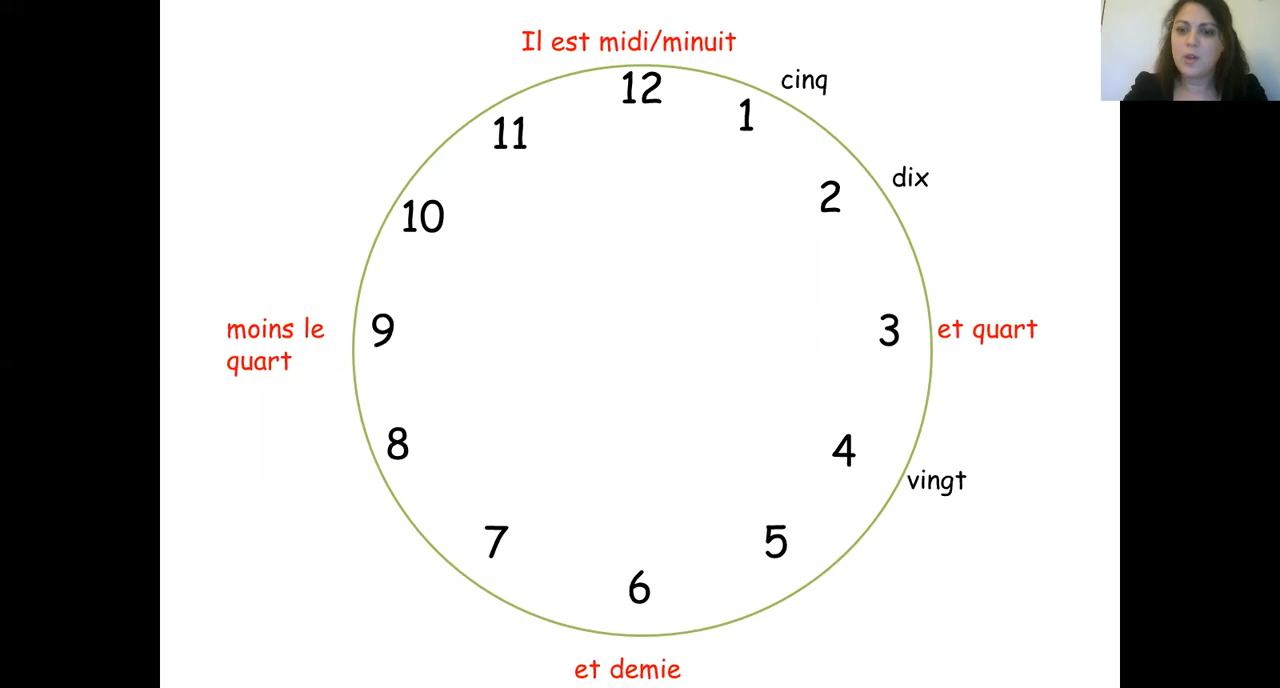 Il est midi/minuit
12
cinq
1
11
dix
2
10
moins le
quart
9
3
et quart
8
4
vingt
7
5
6
et demie